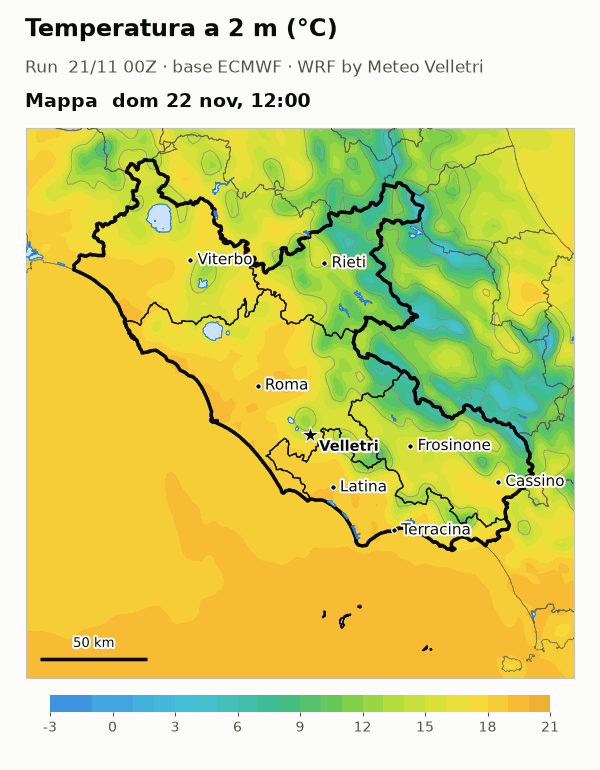 Temperatura a 2 m (°C)
Run  21/11 00Z · base ECMWF · WRF by Meteo Velletri
Mappa  dom 22 nov, 12:00
Viterbo
Rieti
Roma
Velletri
Frosinone
Cassino
Latina
Terracina
50 km
-3 0 3 6 9 12 15 18 21